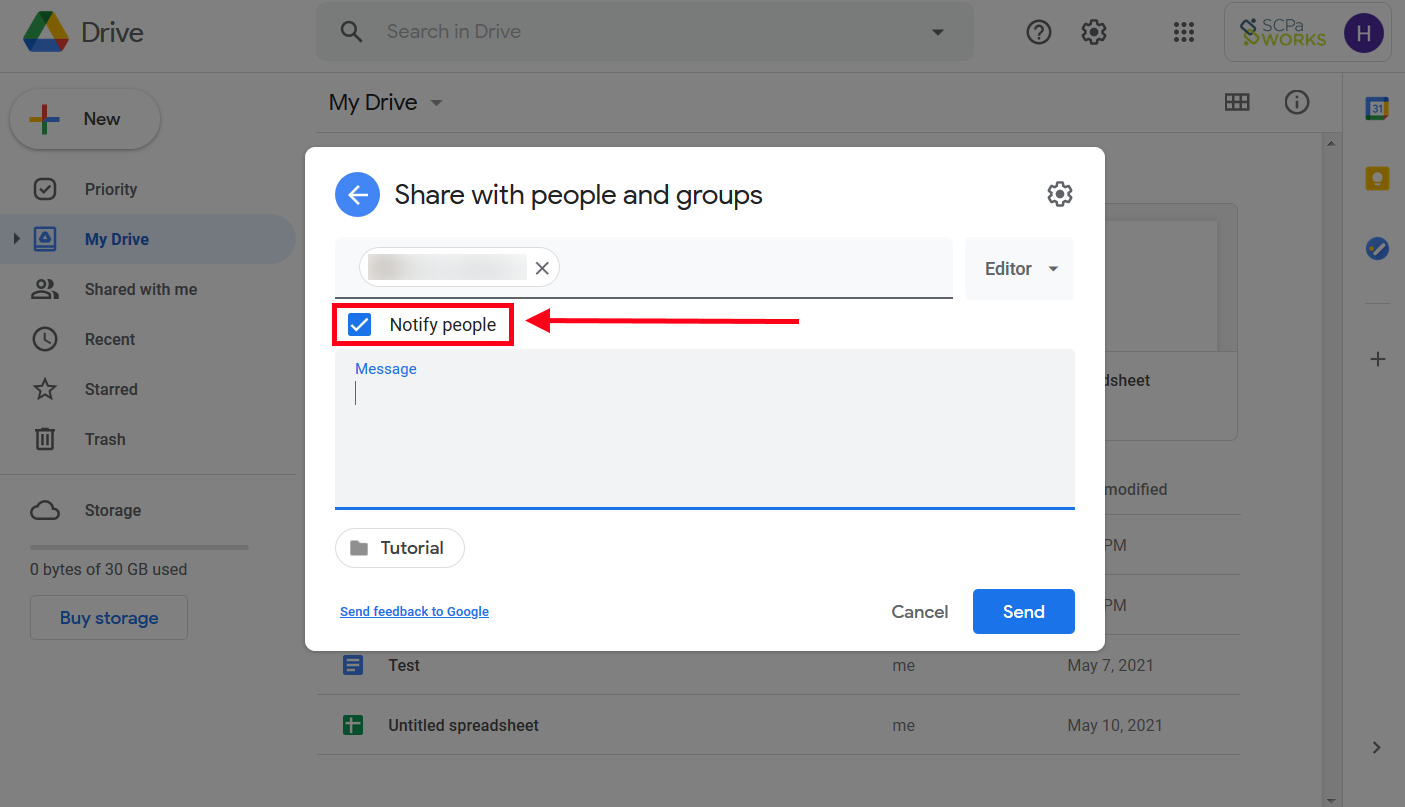 Drive
Search in Drive
SCPa
WORKS
H
New
My Drive
31
Priority
My Drive
Shared with me
Recent
Starred
Trash
Storage
0 bytes of 30 GB used
Buy storage
Share with people and groups
Editor
Notify people
Message
Tutorial
Send feedback to Google
Cancel
Send
dsheet
modified
PM
PM
Test me May 7, 2021
Untitled spreadsheet me May 10, 2021